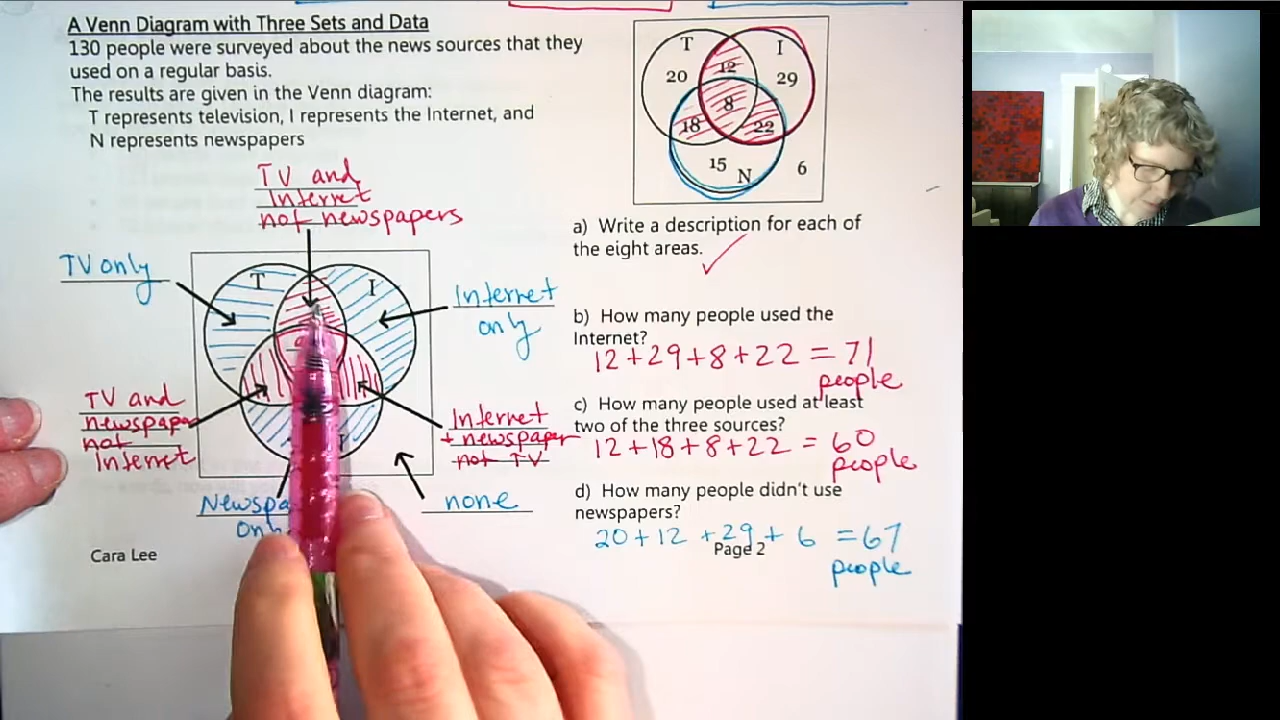 A Venn Diagram with Three Sets and Data
130 people were surveyed about the news sources that they
used on a regular basis.
The results are given in the Venn diagram:
T represents television, I represents the Internet, and
N represents newspapers
TV and
Internet
not newspapers
TV only
T
I
Internet
only
TV and
newspaper
not
Internet
Internet
+ newspaper
not TV
none
Cara Lee
T
I
20
12
29
8
18
22
15
N
6
a) Write a description for each of
the eight areas. ✓
b) How many people used the
Internet?
12+29+8+22 = 71
people
c) How many people used at least
two of the three sources?
12+18+8+22 = 60
people
d) How many people didn't use
newspapers?
20+12 +29+ 6 =67
people
Page 2